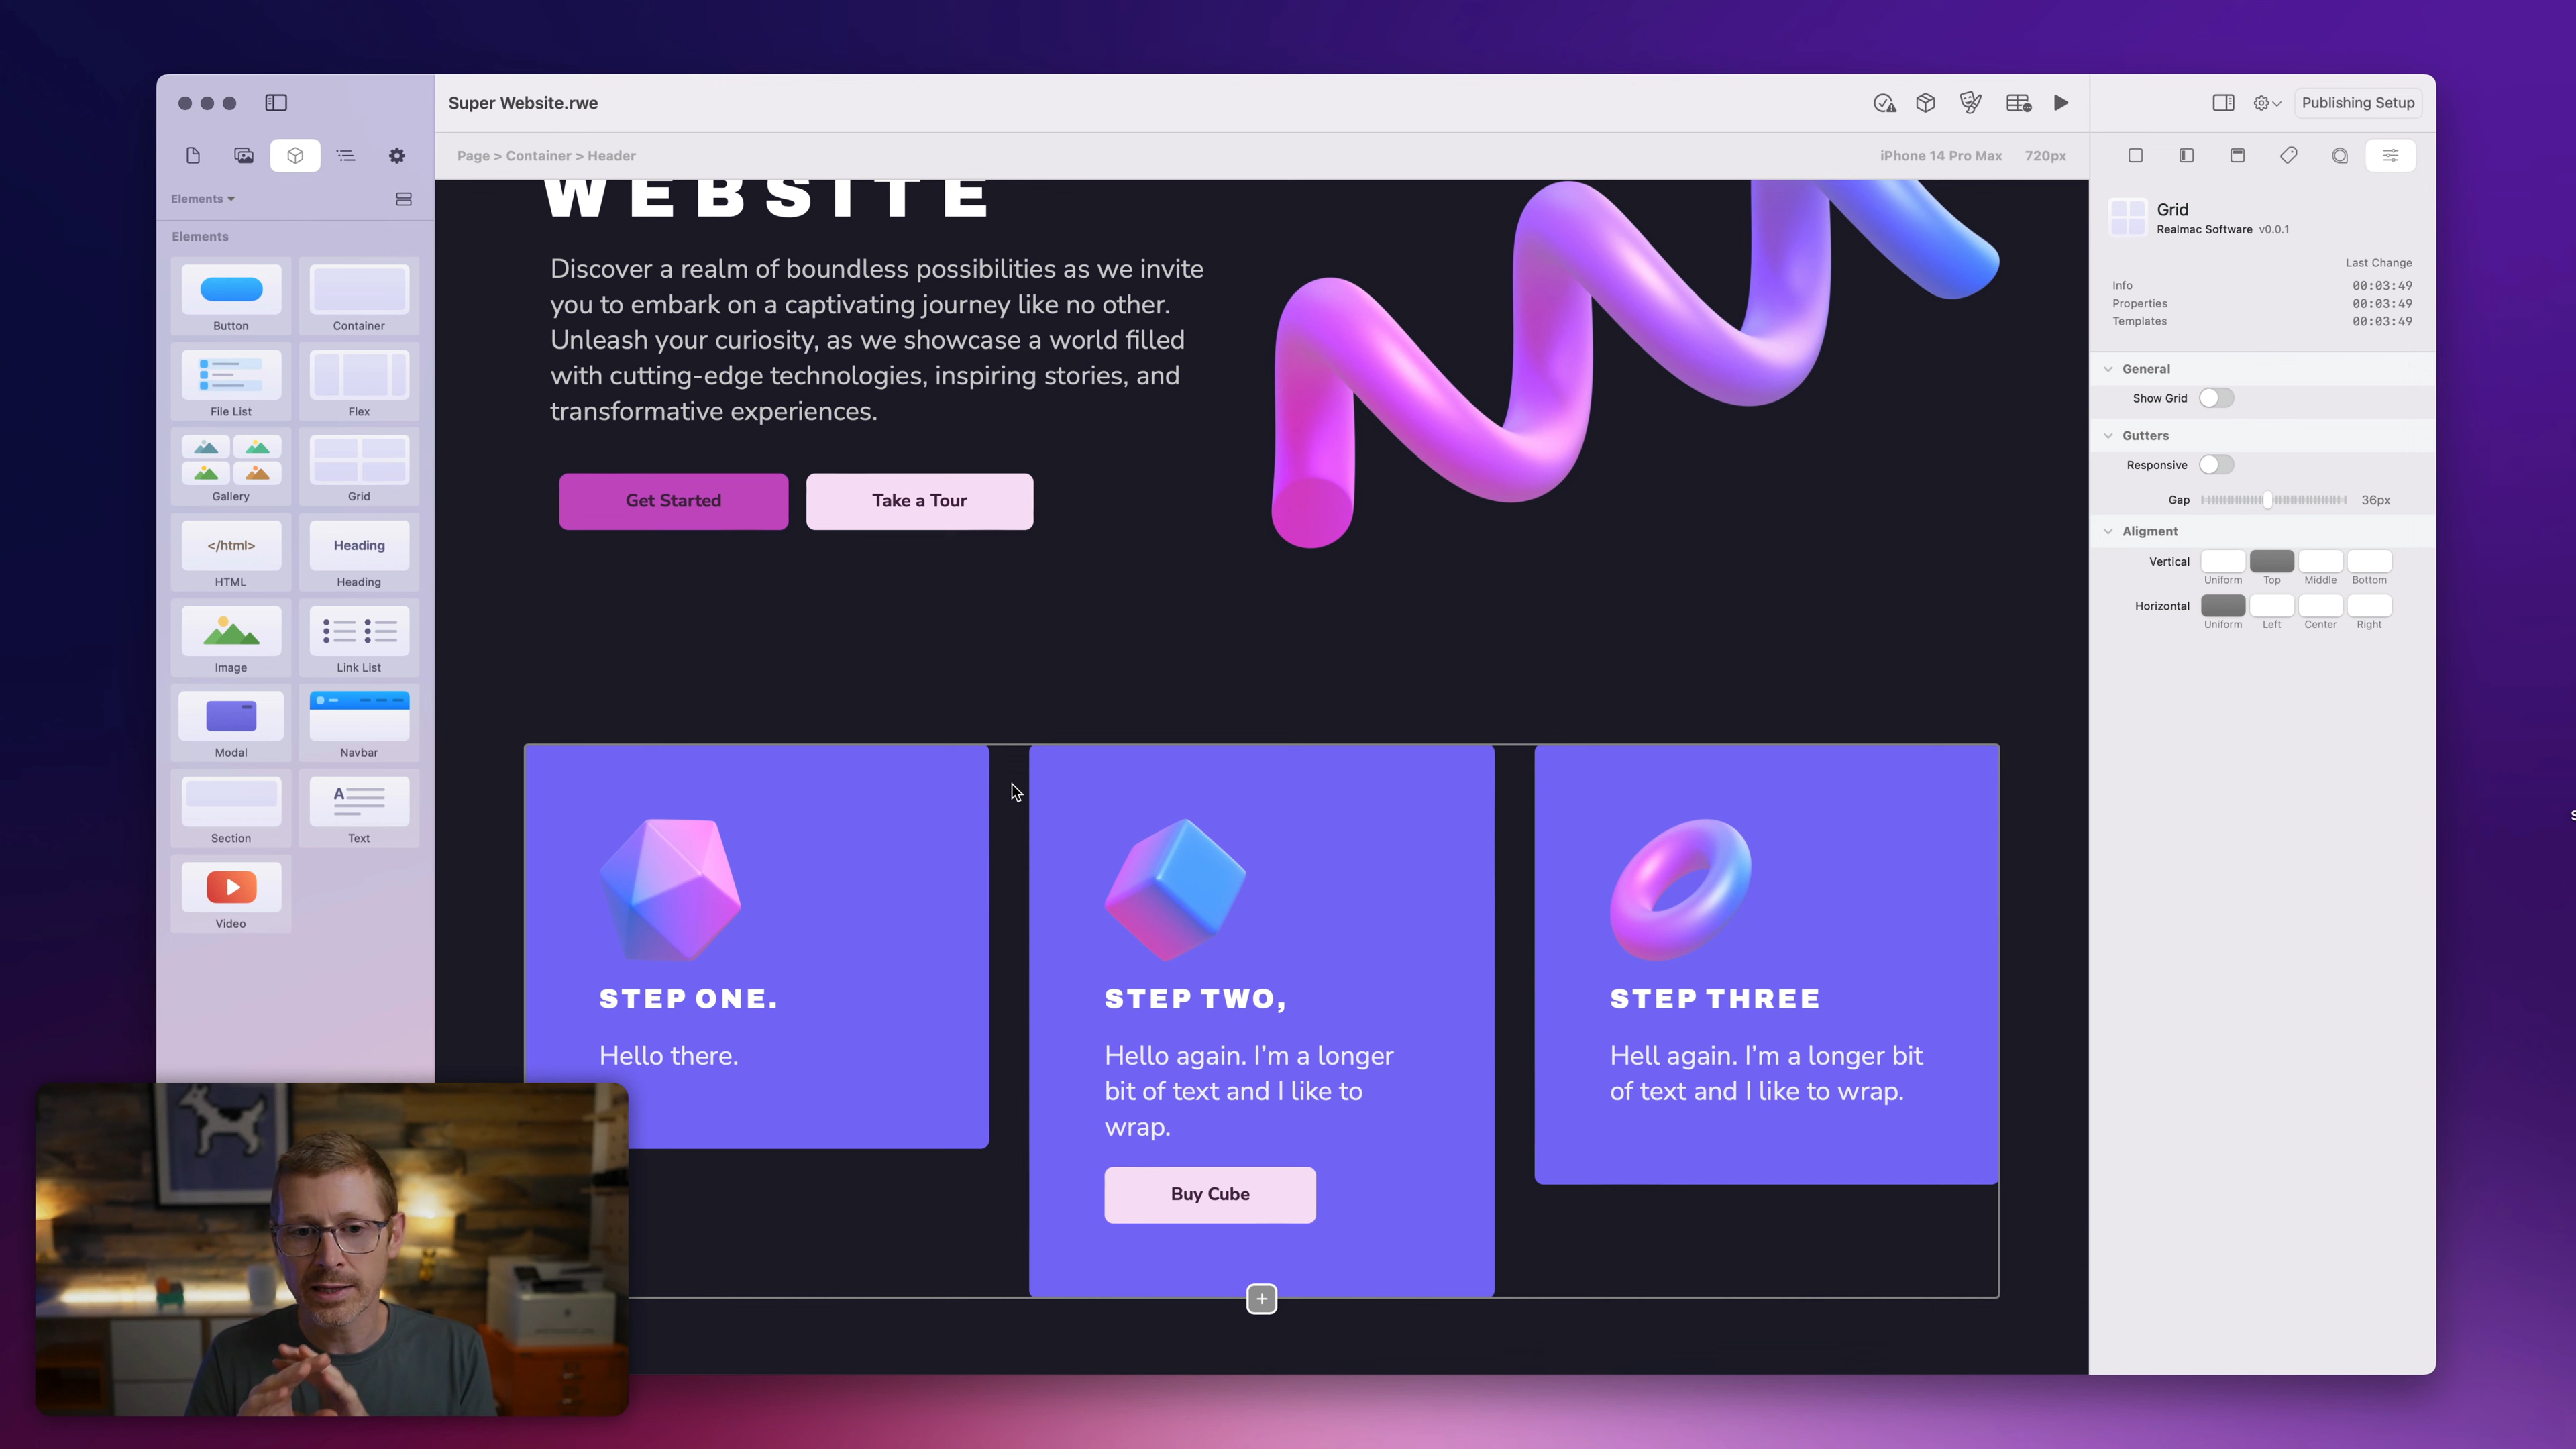 Super Website.rwe
Publishing Setup
Page > Container > Header
iPhone 14 Pro Max 720px
Elements
Elements
Button
Container
File List
Flex
Gallery
Grid
</html>
HTML
Heading
Heading
Image
Link List
Modal
Navbar
Section
A
Text
Video
WEBSITE
Discover a realm of boundless possibilities as we invite
you to embark on a captivating journey like no other.
Unleash your curiosity, as we showcase a world filled
with cutting-edge technologies, inspiring stories, and
transformative experiences.
Get Started
Take a Tour
STEP ONE.
Hello there.
STEP TWO,
Hello again. I’m a longer
bit of text and I like to
wrap.
Buy Cube
STEP THREE
Hell again. I’m a longer bit
of text and I like to wrap.
Grid
Realmac Software v0.0.1
Last Change
Info 00:03:49
Properties 00:03:49
Templates 00:03:49
General
Show Grid
Gutters
Responsive
Gap 36px
Aligment
Vertical
Uniform Top Middle Bottom
Horizontal
Uniform Left Center Right